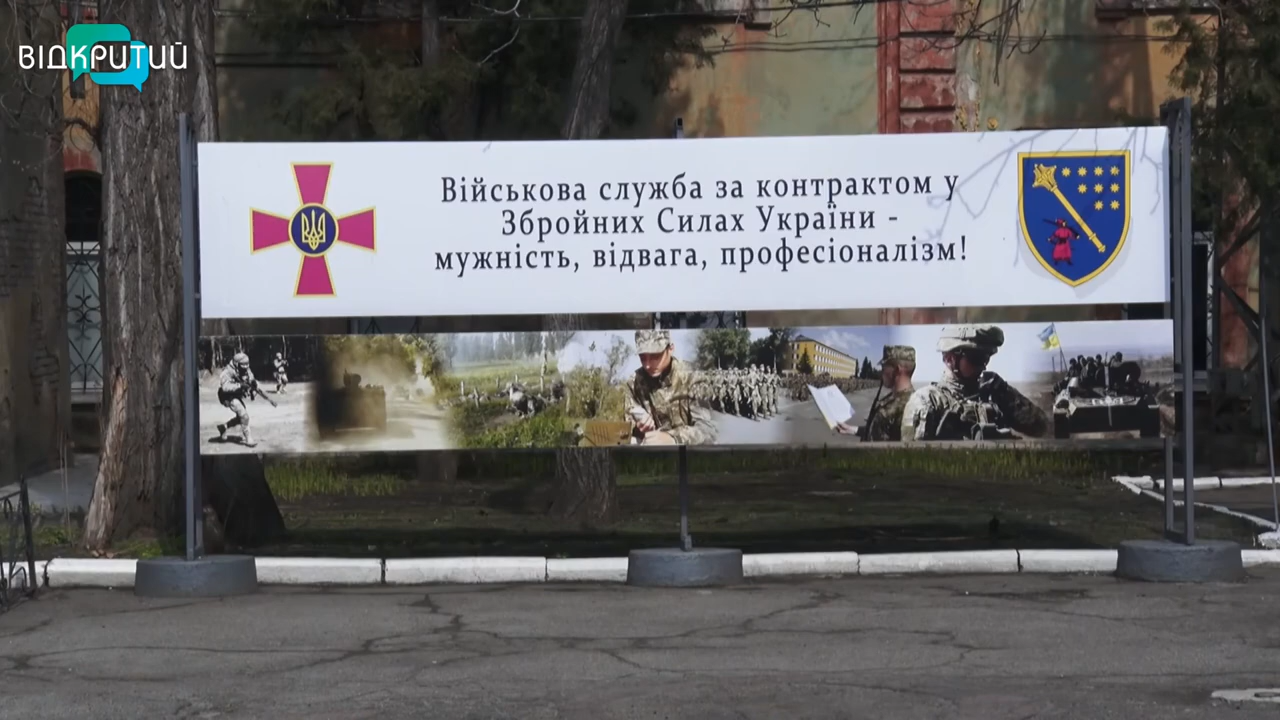 ВІДКРИТИЙ
Військова служба за контрактом у
Збройних Силах України -
мужність, відвага, професіоналізм!